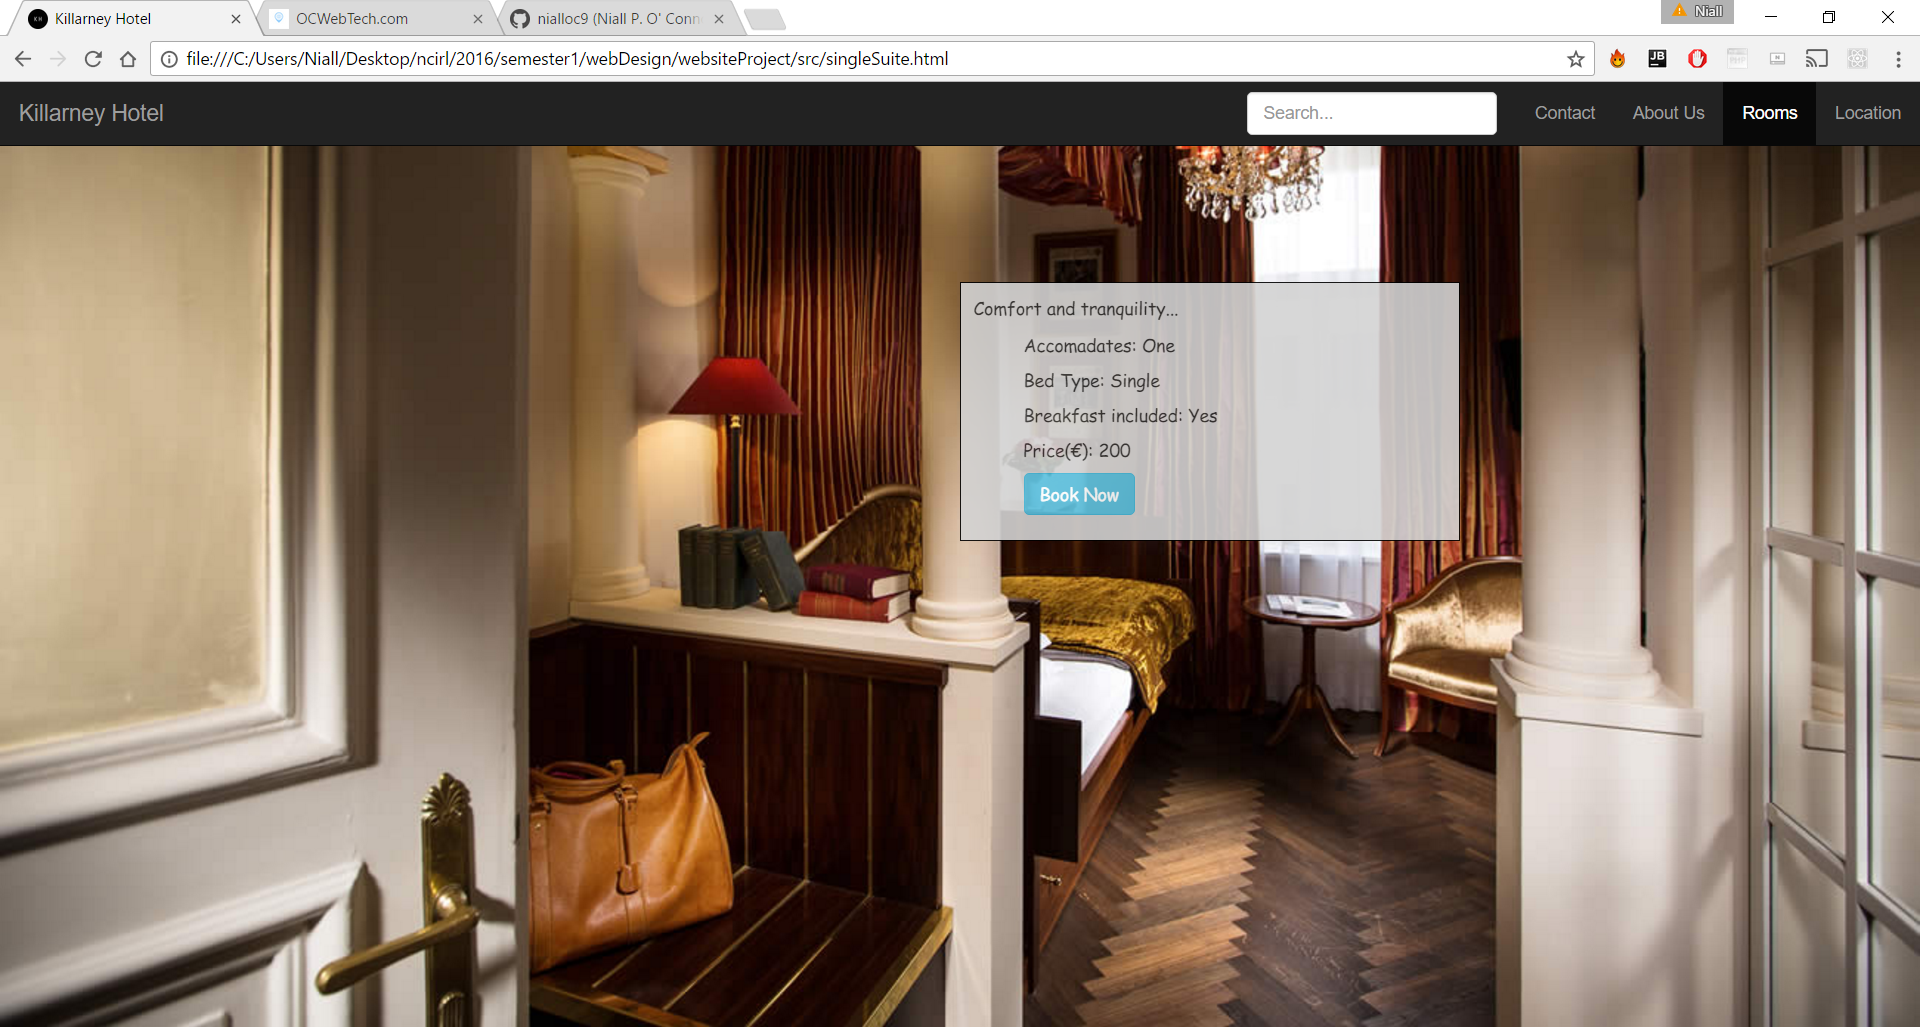 Killarney Hotel
OCWebTech.com
nialloc9 (Niall P. O' Conn
Niall
file:///C:/Users/Niall/Desktop/ncirl/2016/semester1/webDesign/websiteProject/src/singleSuite.html
JB
Killarney Hotel
Search...
Contact
About Us
Rooms
Location
Comfort and tranquility...
Accomadates: One
Bed Type: Single
Breakfast included: Yes
Price(€): 200
Book Now